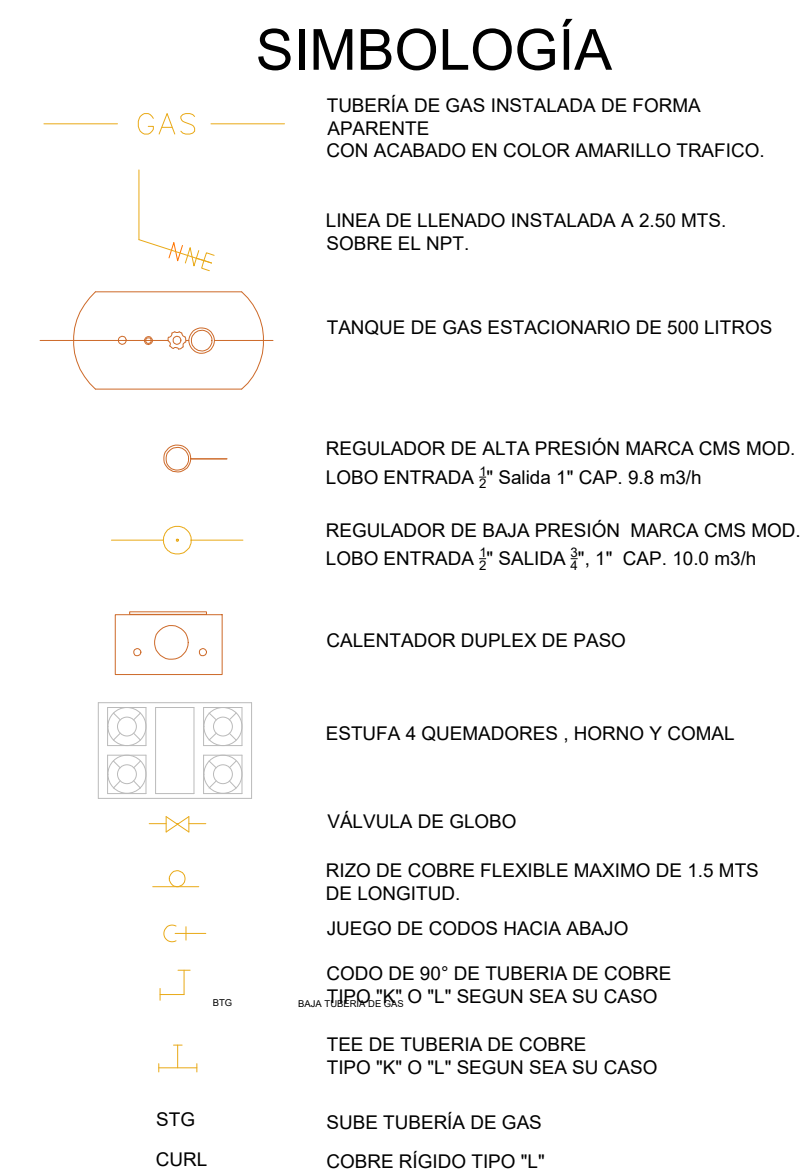 SIMBOLOGÍA
GAS
TUBERÍA DE GAS INSTALADA DE FORMA
APARENTE
CON ACABADO EN COLOR AMARILLO TRAFICO.
NNE
LINEA DE LLENADO INSTALADA A 2.50 MTS.
SOBRE EL NPT.
TANQUE DE GAS ESTACIONARIO DE 500 LITROS
REGULADOR DE ALTA PRESIÓN MARCA CMS MOD.
LOBO ENTRADA ½" Salida 1" CAP. 9.8 m3/h
REGULADOR DE BAJA PRESIÓN  MARCA CMS MOD.
LOBO ENTRADA ½" SALIDA ¾", 1"  CAP. 10.0 m3/h
CALENTADOR DUPLEX DE PASO
ESTUFA 4 QUEMADORES , HORNO Y COMAL
VÁLVULA DE GLOBO
RIZO DE COBRE FLEXIBLE MAXIMO DE 1.5 MTS
DE LONGITUD.
JUEGO DE CODOS HACIA ABAJO
CODO DE 90° DE TUBERIA DE COBRE
TIPO "K" O "L" SEGUN SEA SU CASO
BTG BAJA TUBERIA DE GAS
TEE DE TUBERIA DE COBRE
TIPO "K" O "L" SEGUN SEA SU CASO
STG SUBE TUBERÍA DE GAS
CURL COBRE RÍGIDO TIPO "L"